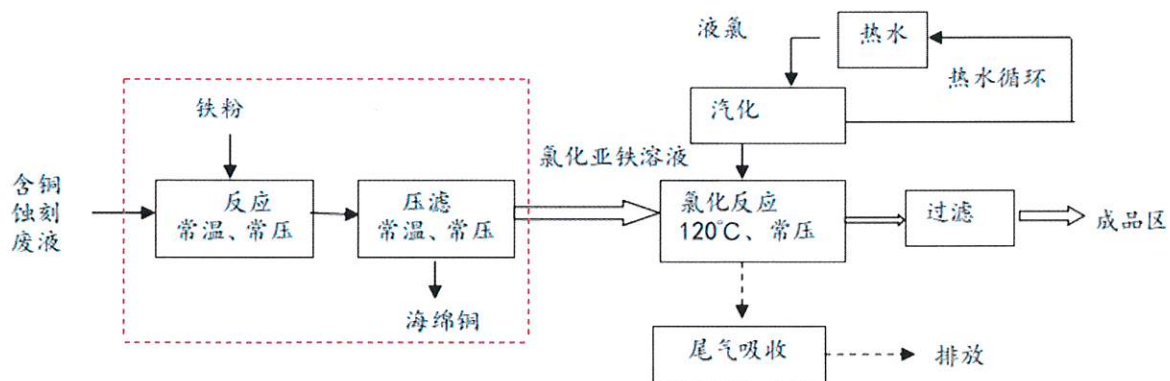 液氯
热水
热水循环
铁粉
汽化
氯化亚铁溶液
含铜
蚀刻
废液
反应
常温、常压
压滤
常温、常压
氯化反应
120℃、常压
过滤
成品区
海绵铜
尾气吸收
排放